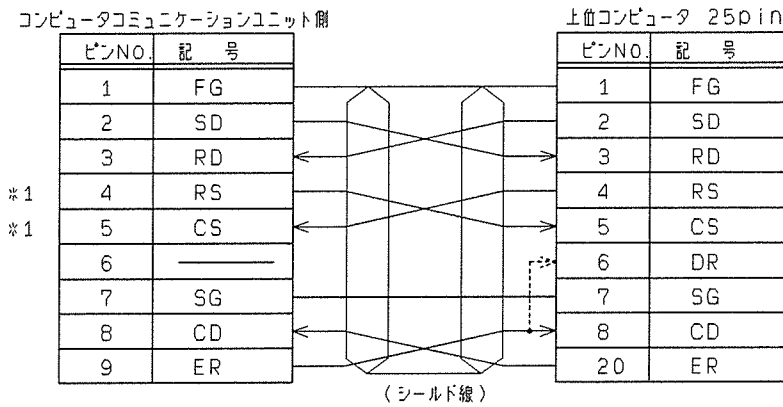 コンピュータコミュニケーションユニット側 上位コンピュータ 25pin
ピンNO. 記 号 ピンNO. 記 号
1 FG 1 FG
2 SD 2 SD
3 RD 3 RD
※1 4 RS 4 RS
※1 5 CS 5 CS
6 ─── 6 DR
7 SG 7 SG
8 CD 8 CD
9 ER 20 ER
(シールド線)